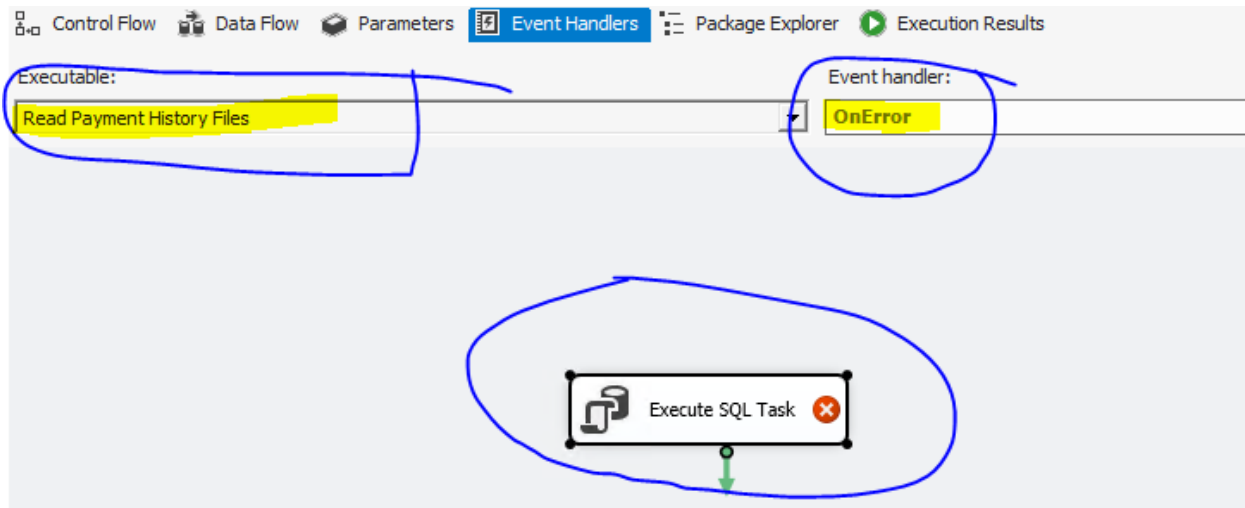 Control Flow Data Flow Parameters Event Handlers Package Explorer Execution Results
Executable: Event handler:
Read Payment History Files OnError
Execute SQL Task